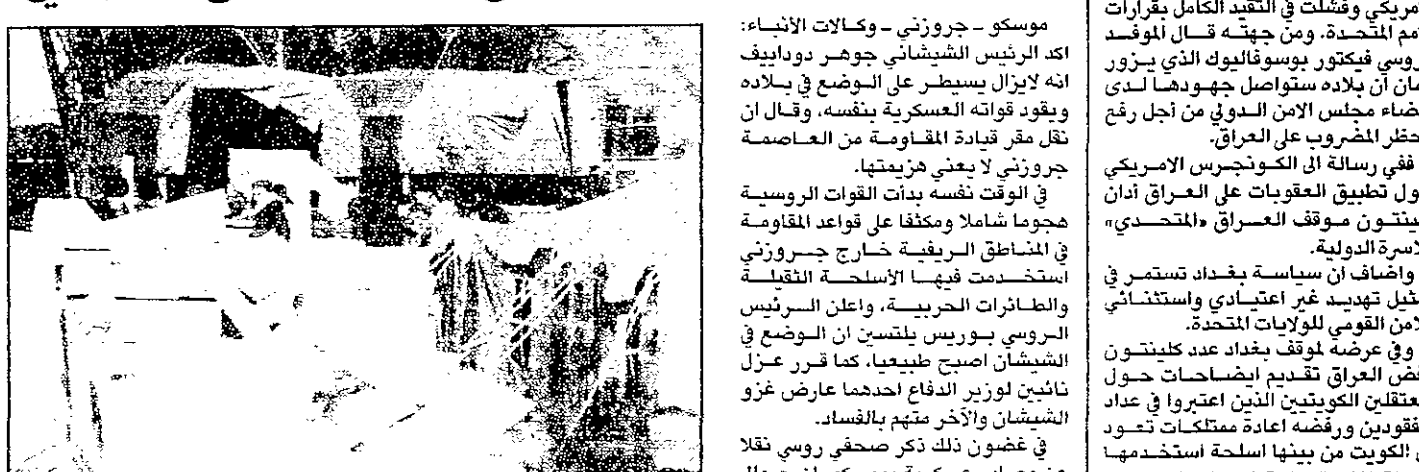 مريكي وفشلت في التقيد الكامل بقرارات
مم المتحدة. ومن جهته قال الموفد
روسي فيكتور بوسوفاليوك الذي يزور
مان ان بلاده ستواصل جهودها لدى
ضاء مجلس الامن الدولي من أجل رفع
حظر المضروب على العراق.
ففي رسالة الى الكونجرس الامريكي
ول تطبيق العقوبات على العراق أدان
لينتون موقف العراق «المتحدي»
لاسرة الدولية.
واضاف ان سياسة بغداد تستمر في
مثيل تهديد غير اعتيادي واستثنائي
لامن القومي للولايات المتحدة.
وفي عرضه لموقف بغداد عدد كلينتون
فض العراق تقديم ايضاحات حول
معتقلين الكويتيين الذين اعتبروا في عداد
فقودين ورفضه اعادة ممتلكات تعود
الكويت من بينها اسلحة استخدمها
موسكو ـ جروزني ـ وكالات الأنباء:
اكد الرئيس الشيشاني جوهر دوداييف
انه لايزال يسيطر على الوضع في بلاده
ويقود قواته العسكرية بنفسه، وقال ان
نقل مقر قيادة المقاومة من العاصمة
جروزني لا يعني هزيمتها.
في الوقت نفسه بدأت القوات الروسية
هجوما شاملا ومكثفا على قواعد المقاومة
في المناطق الريفية خارج جروزني
استخدمت فيها الأسلحة الثقيلة
والطائرات الحربية، واعلن الرئيس
الروسي بوريس يلتسين ان الوضع في
الشيشان اصبح طبيعيا، كما قرر عزل
نائبين لوزير الدفاع احدهما عارض غزو
الشيشان والآخر متهم بالفساد.
في غضون ذلك ذكر صحفي روسي نقلا